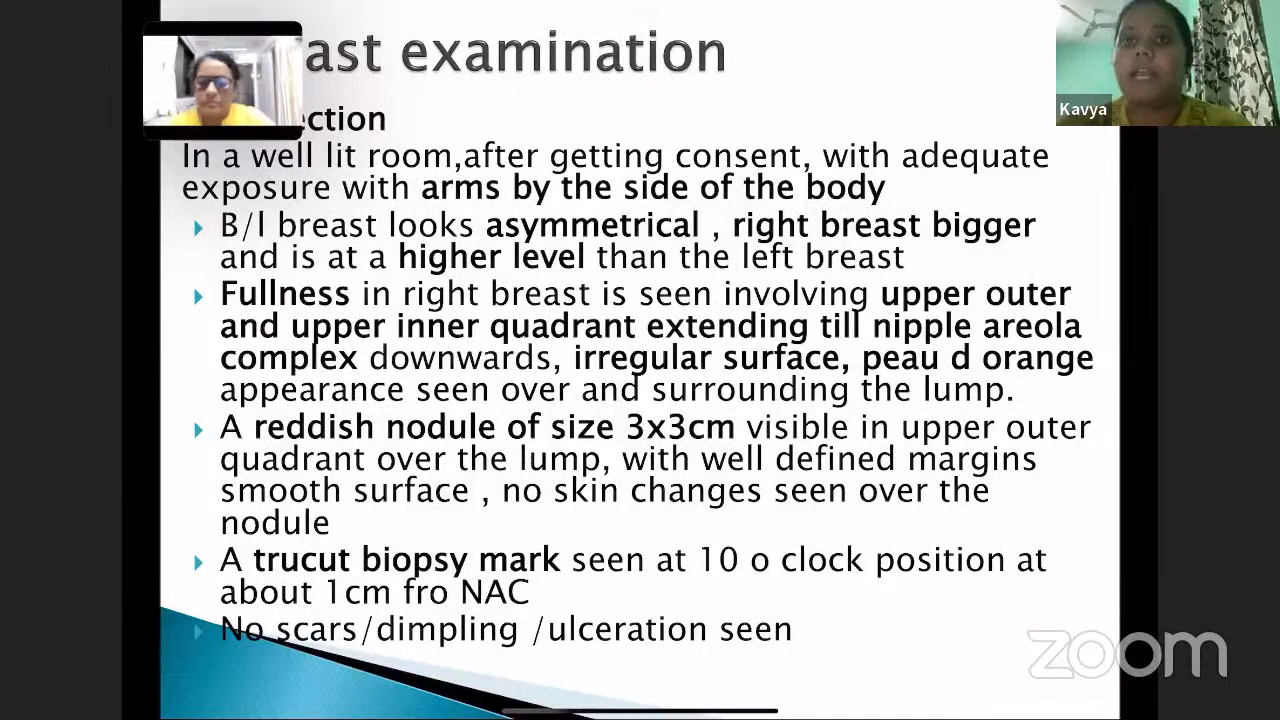 ast examination
ection
In a well lit room,after getting consent, with adequate
exposure with arms by the side of the body
B/l breast looks asymmetrical , right breast bigger
and is at a higher level than the left breast
Fullness in right breast is seen involving upper outer
and upper inner quadrant extending till nipple areola
complex downwards, irregular surface, peau d orange
appearance seen over and surrounding the lump.
A reddish nodule of size 3x3cm visible in upper outer
quadrant over the lump, with well defined margins
smooth surface , no skin changes seen over the
nodule
A trucut biopsy mark seen at 10 o clock position at
about 1cm fro NAC
No scars/dimpling /ulceration seen
Kavya
zoom